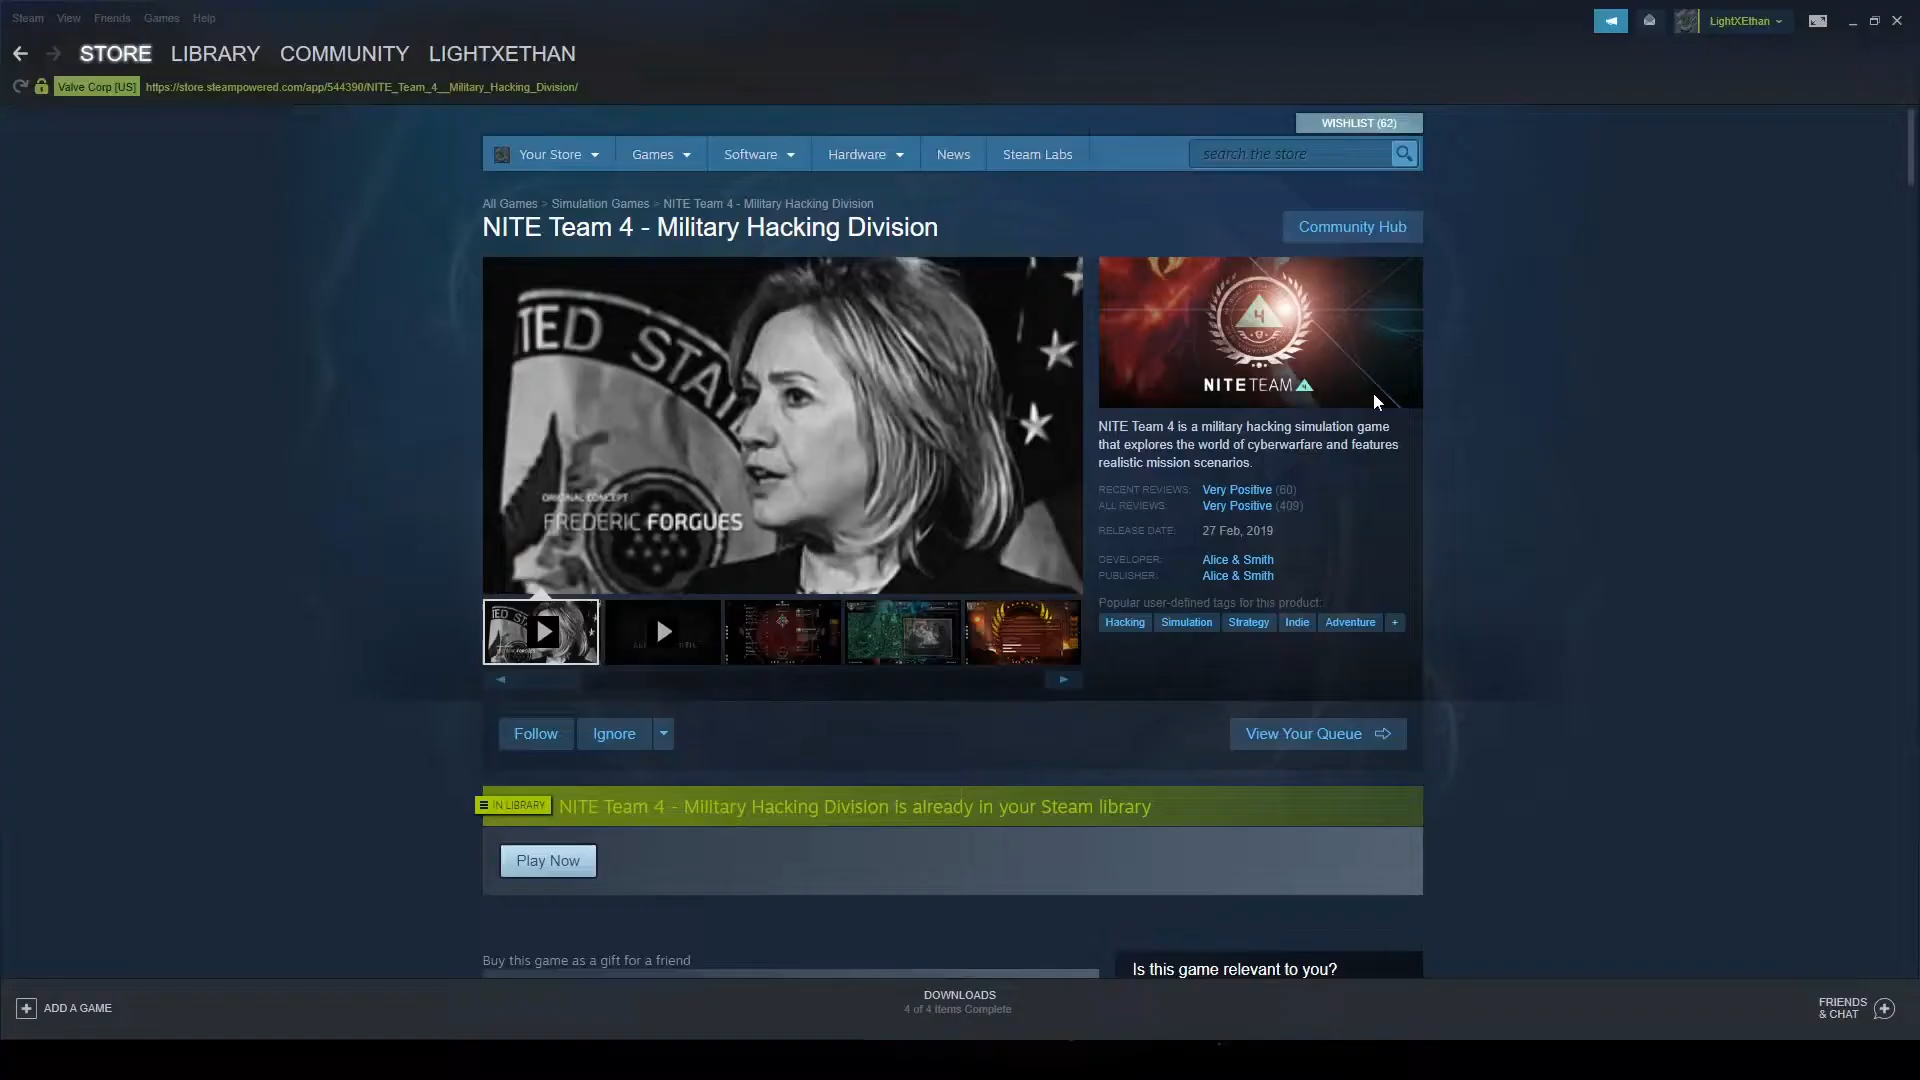 Steam View Friends Games Help
LightXEthan
STORE LIBRARY COMMUNITY LIGHTXETHAN
Valve Corp [US] https://store.steampowered.com/app/544390/NITE_Team_4__Military_Hacking_Division/
WISHLIST (62)
Your Store Games Software Hardware News Steam Labs search the store
All Games > Simulation Games > NITE Team 4 - Military Hacking Division
NITE Team 4 - Military Hacking Division
Community Hub
TED STA
ORIGINAL CONCEPT
FREDERIC FORGUES
4
NITE TEAM 4
NITE Team 4 is a military hacking simulation game
that explores the world of cyberwarfare and features
realistic mission scenarios.
RECENT REVIEWS: Very Positive (60)
ALL REVIEWS: Very Positive (409)
RELEASE DATE: 27 Feb, 2019
DEVELOPER: Alice & Smith
PUBLISHER: Alice & Smith
Popular user-defined tags for this product:
Hacking Simulation Strategy Indie Adventure +
Follow Ignore
View Your Queue
IN LIBRARY NITE Team 4 - Military Hacking Division is already in your Steam library
Play Now
Buy this game as a gift for a friend
Is this game relevant to you?
ADD A GAME
DOWNLOADS
4 of 4 Items Complete
FRIENDS
& CHAT